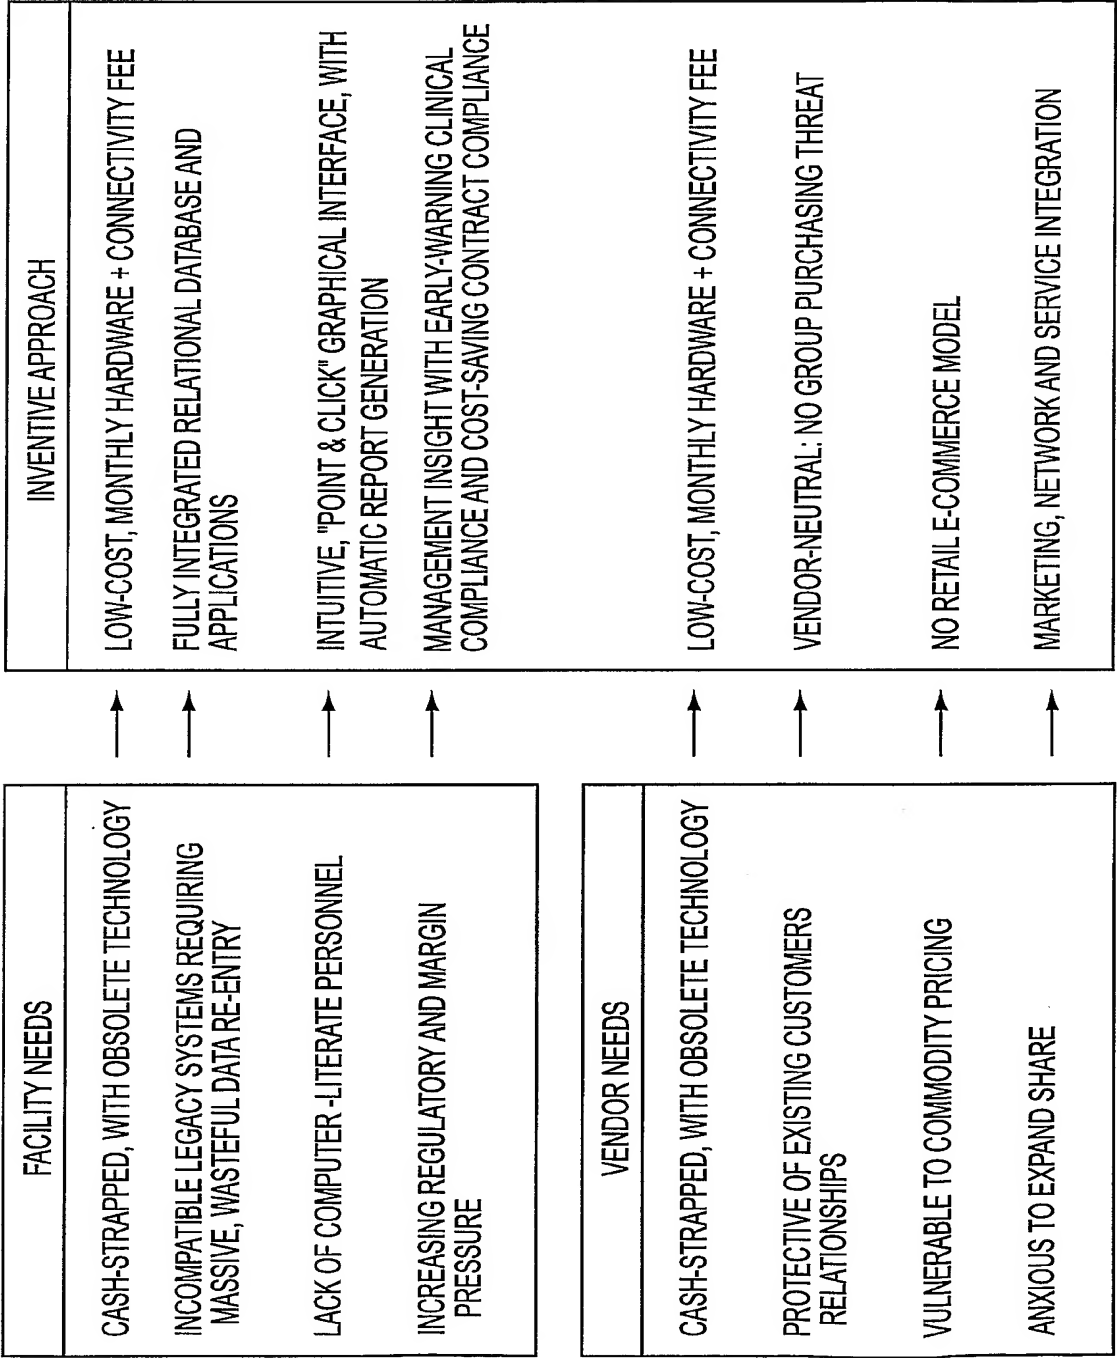 FACILITY NEEDS
CASH-STRAPPED, WITH OBSOLETE TECHNOLOGY
INCOMPATIBLE LEGACY SYSTEMS REQUIRING
MASSIVE, WASTEFUL DATA RE-ENTRY
LACK OF COMPUTER -LITERATE PERSONNEL
INCREASING REGULATORY AND MARGIN
PRESSURE
VENDOR NEEDS
CASH-STRAPPED, WITH OBSOLETE TECHNOLOGY
PROTECTIVE OF EXISTING CUSTOMERS
RELATIONSHIPS
VULNERABLE TO COMMODITY PRICING
ANXIOUS TO EXPAND SHARE
INVENTIVE APPROACH
LOW-COST, MONTHLY HARDWARE + CONNECTIVITY FEE
FULLY INTEGRATED RELATIONAL DATABASE AND
APPLICATIONS
INTUITIVE, "POINT & CLICK" GRAPHICAL INTERFACE, WITH
AUTOMATIC REPORT GENERATION
MANAGEMENT INSIGHT WITH EARLY-WARNING CLINICAL
COMPLIANCE AND COST-SAVING CONTRACT COMPLIANCE
LOW-COST, MONTHLY HARDWARE + CONNECTIVITY FEE
VENDOR-NEUTRAL: NO GROUP PURCHASING THREAT
NO RETAIL E-COMMERCE MODEL
MARKETING, NETWORK AND SERVICE INTEGRATION